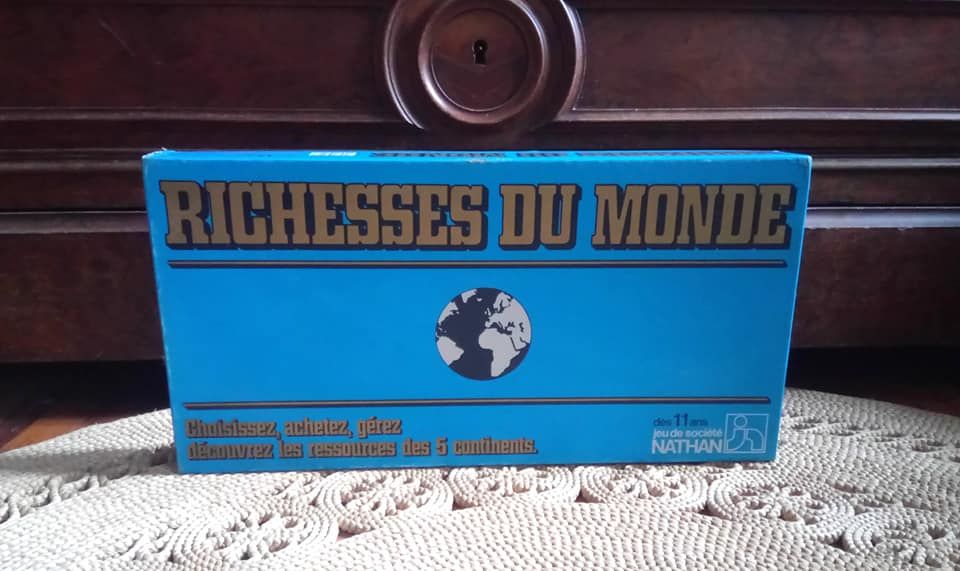 RICHESSES DU MONDE
Choisissez, achetez, gérez
découvrez les ressources des 5 continents.
dès 11 ans
jeu de société
NATHAN